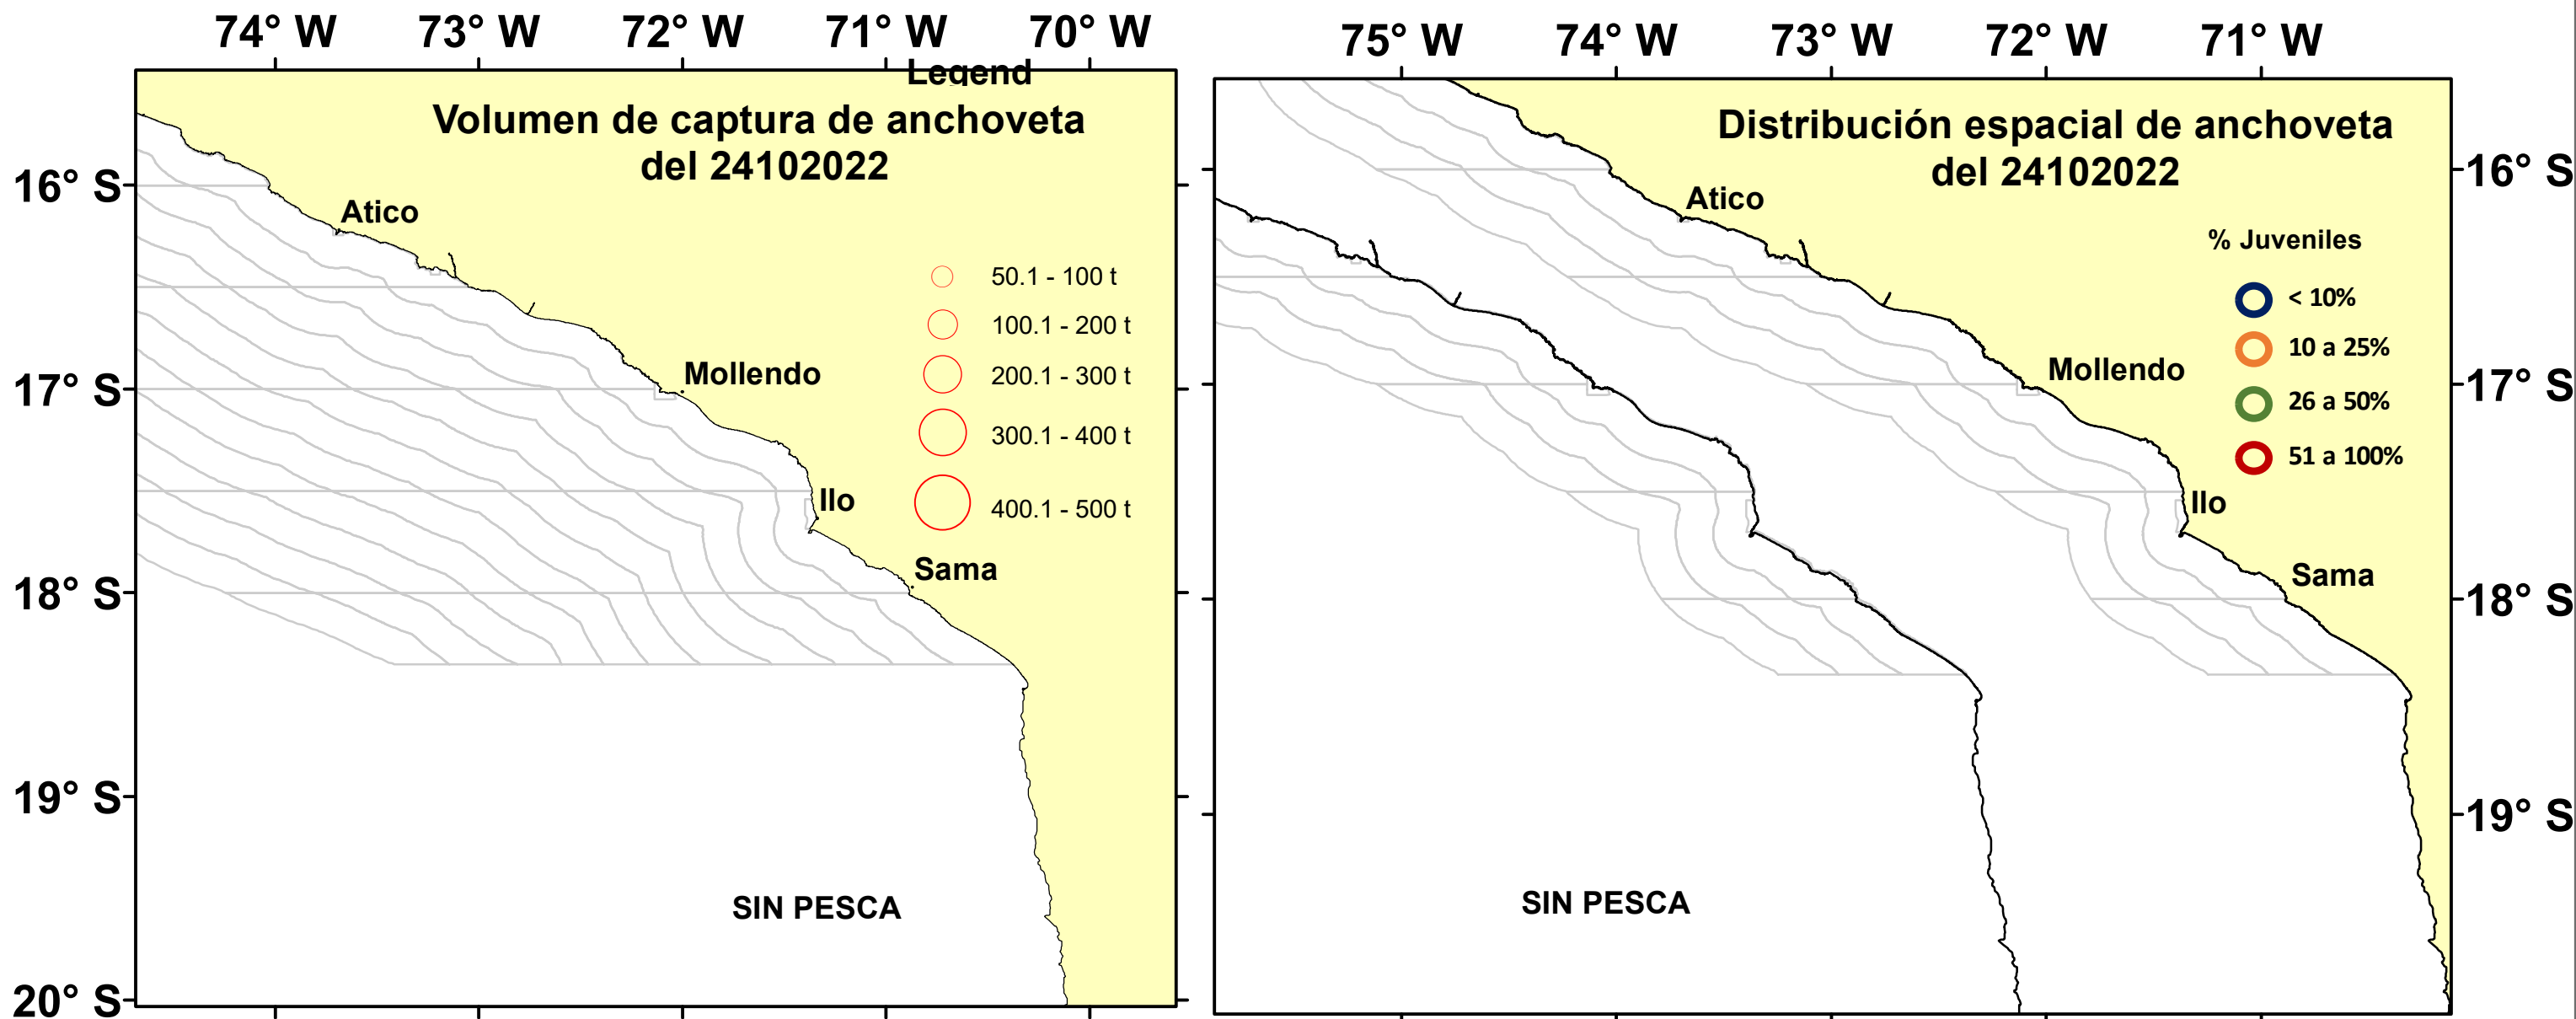 74° W 73° W 72° W 71° W 70° W
Legend
Volumen de captura de anchoveta
del 24102022
16° S
Atico
50.1 - 100 t
100.1 - 200 t
Mollendo
200.1 - 300 t
17° S
300.1 - 400 t
Ilo
400.1 - 500 t
Sama
18° S
19° S
SIN PESCA
20° S
75° W 74° W 73° W 72° W 71° W
Distribución espacial de anchoveta
del 24102022
16° S
Atico
% Juveniles
< 10%
10 a 25%
Mollendo
17° S
26 a 50%
51 a 100%
Ilo
Sama
18° S
19° S
SIN PESCA